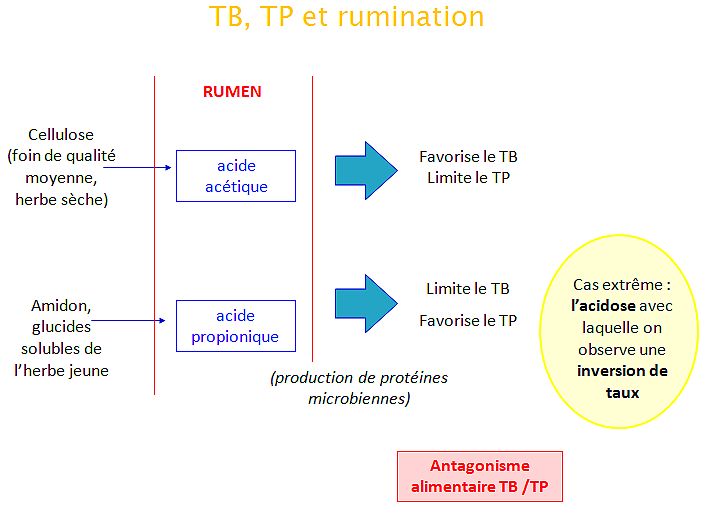 TB, TP et rumination
RUMEN
Cellulose
(foin de qualité
moyenne,
herbe sèche)
acide
acétique
Favorise le TB
Limite le TP
Amidon,
glucides
solubles de
l’herbe jeune
acide
propionique
Limite le TB
Favorise le TP
(production de protéines
microbiennes)
Cas extrême :
l’acidose avec
laquelle on
observe une
inversion de
taux
Antagonisme
alimentaire TB /TP